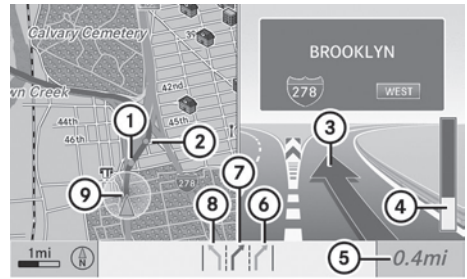 Calvary Cemetery
39
BROOKLYN
278
WEST
wn Creek
42nd
44th
45th
46th
1
2
3
278
9
8
7
6
4
5
1mi
N
0.4mi